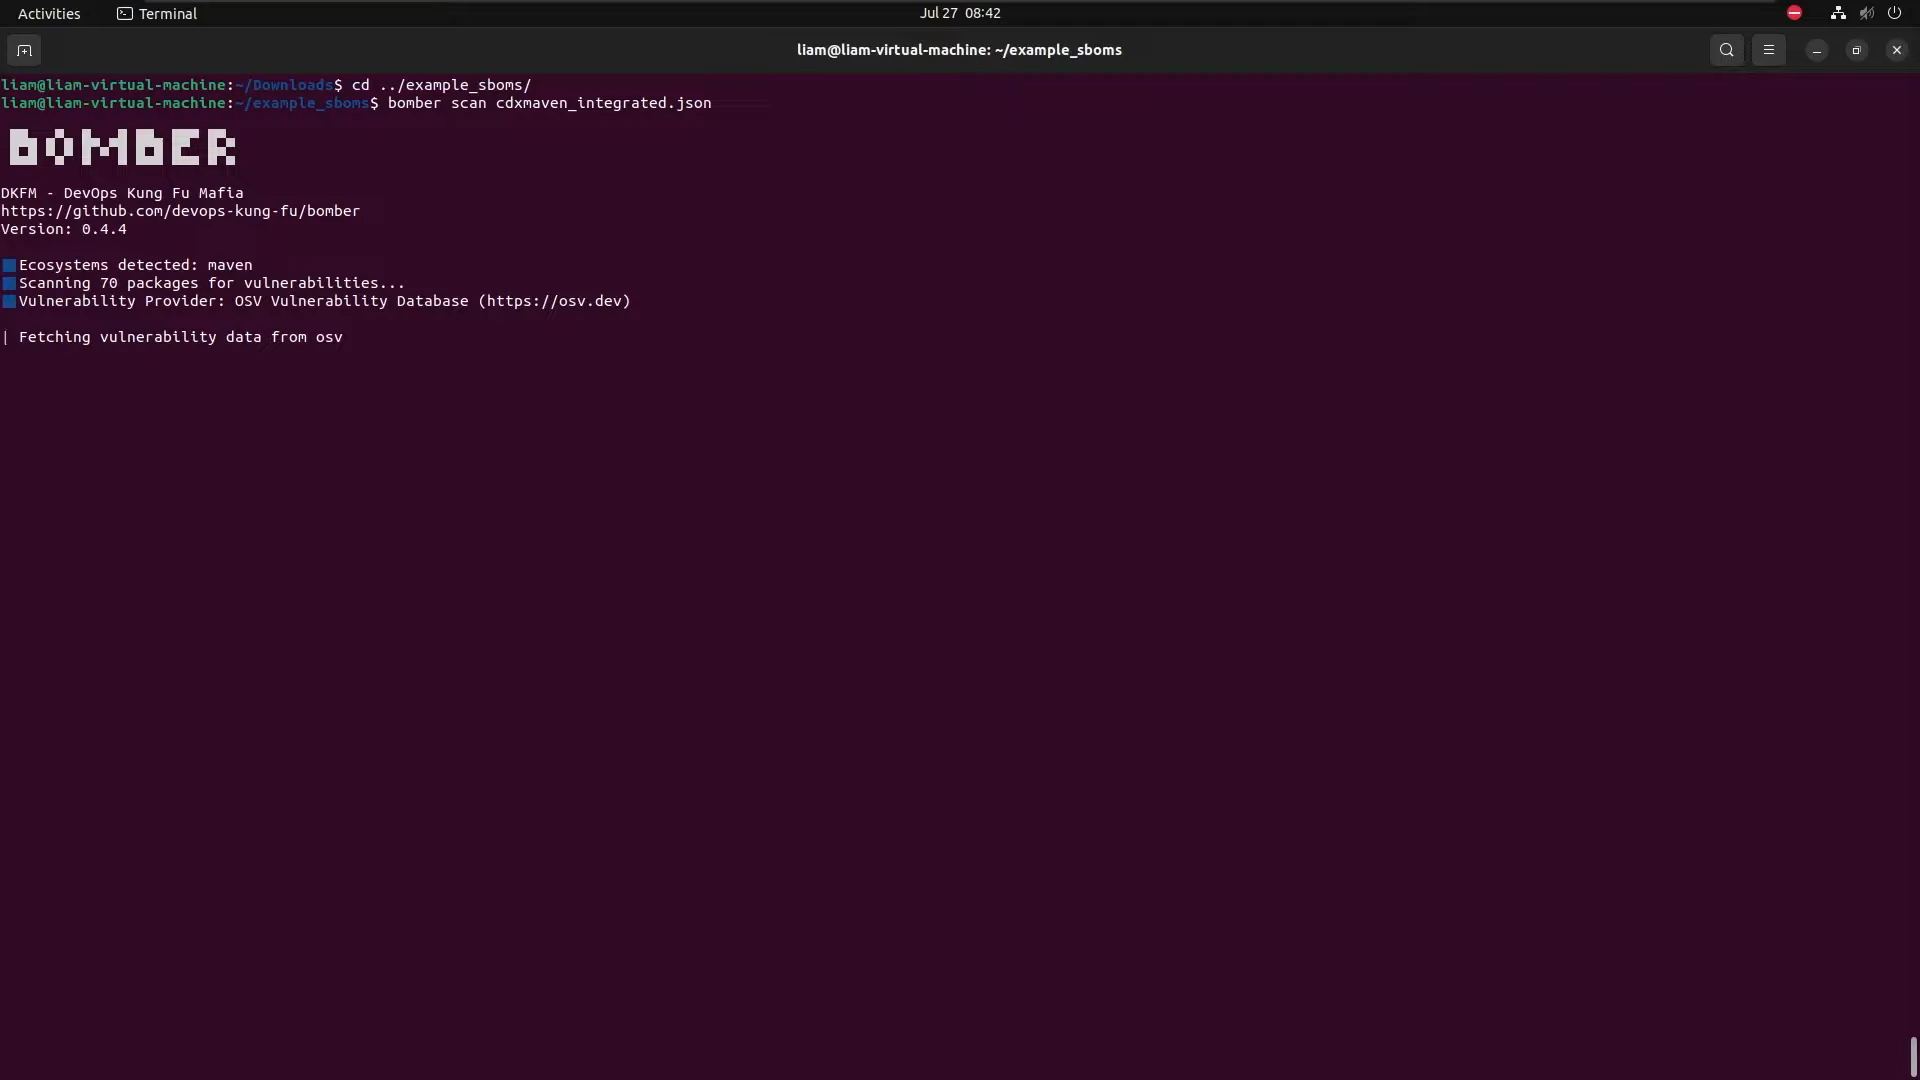 Activities Terminal Jul 27 08:42
liam@liam-virtual-machine: ~/example_sboms
liam@liam-virtual-machine:~/Downloads$ cd ../example_sboms/
liam@liam-virtual-machine:~/example_sboms$ bomber scan cdxmaven_integrated.json
BOMBER
DKFM - DevOps Kung Fu Mafia
https://github.com/devops-kung-fu/bomber
Version: 0.4.4
Ecosystems detected: maven
Scanning 70 packages for vulnerabilities...
Vulnerability Provider: OSV Vulnerability Database (https://osv.dev)
| Fetching vulnerability data from osv